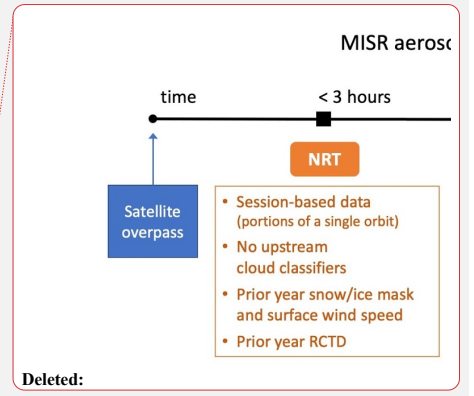 MISR aerosc
time
< 3 hours
NRT
Satellite
overpass
• Session-based data
(portions of a single orbit)
• No upstream
cloud classifiers
• Prior year snow/ice mask
and surface wind speed
• Prior year RCTD
Deleted: